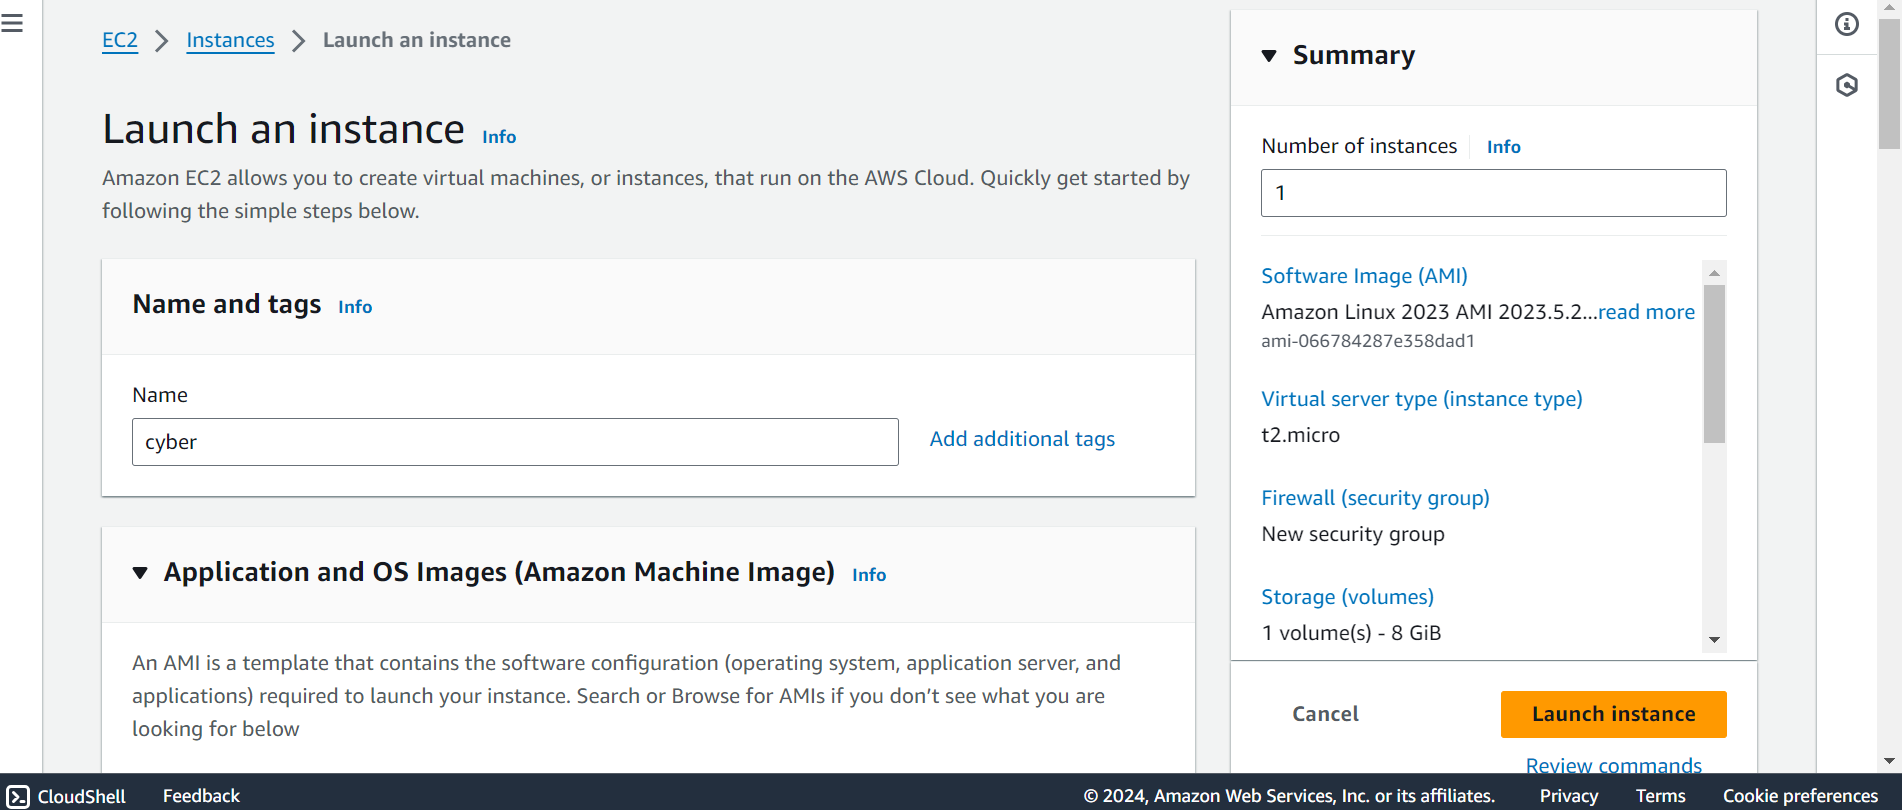 EC2 Instances Launch an instance
Launch an instance Info
Amazon EC2 allows you to create virtual machines, or instances, that run on the AWS Cloud. Quickly get started by
following the simple steps below.
Name and tags Info
Name
cyber
Add additional tags
Application and OS Images (Amazon Machine Image) Info
An AMI is a template that contains the software configuration (operating system, application server, and
applications) required to launch your instance. Search or Browse for AMIs if you don’t see what you are
looking for below
Summary
Number of instances Info
1
Software Image (AMI)
Amazon Linux 2023 AMI 2023.5.2...read more
ami-066784287e358dad1
Virtual server type (instance type)
t2.micro
Firewall (security group)
New security group
Storage (volumes)
1 volume(s) - 8 GiB
Cancel Launch instance
Review commands
CloudShell Feedback © 2024, Amazon Web Services, Inc. or its affiliates. Privacy Terms Cookie preferences